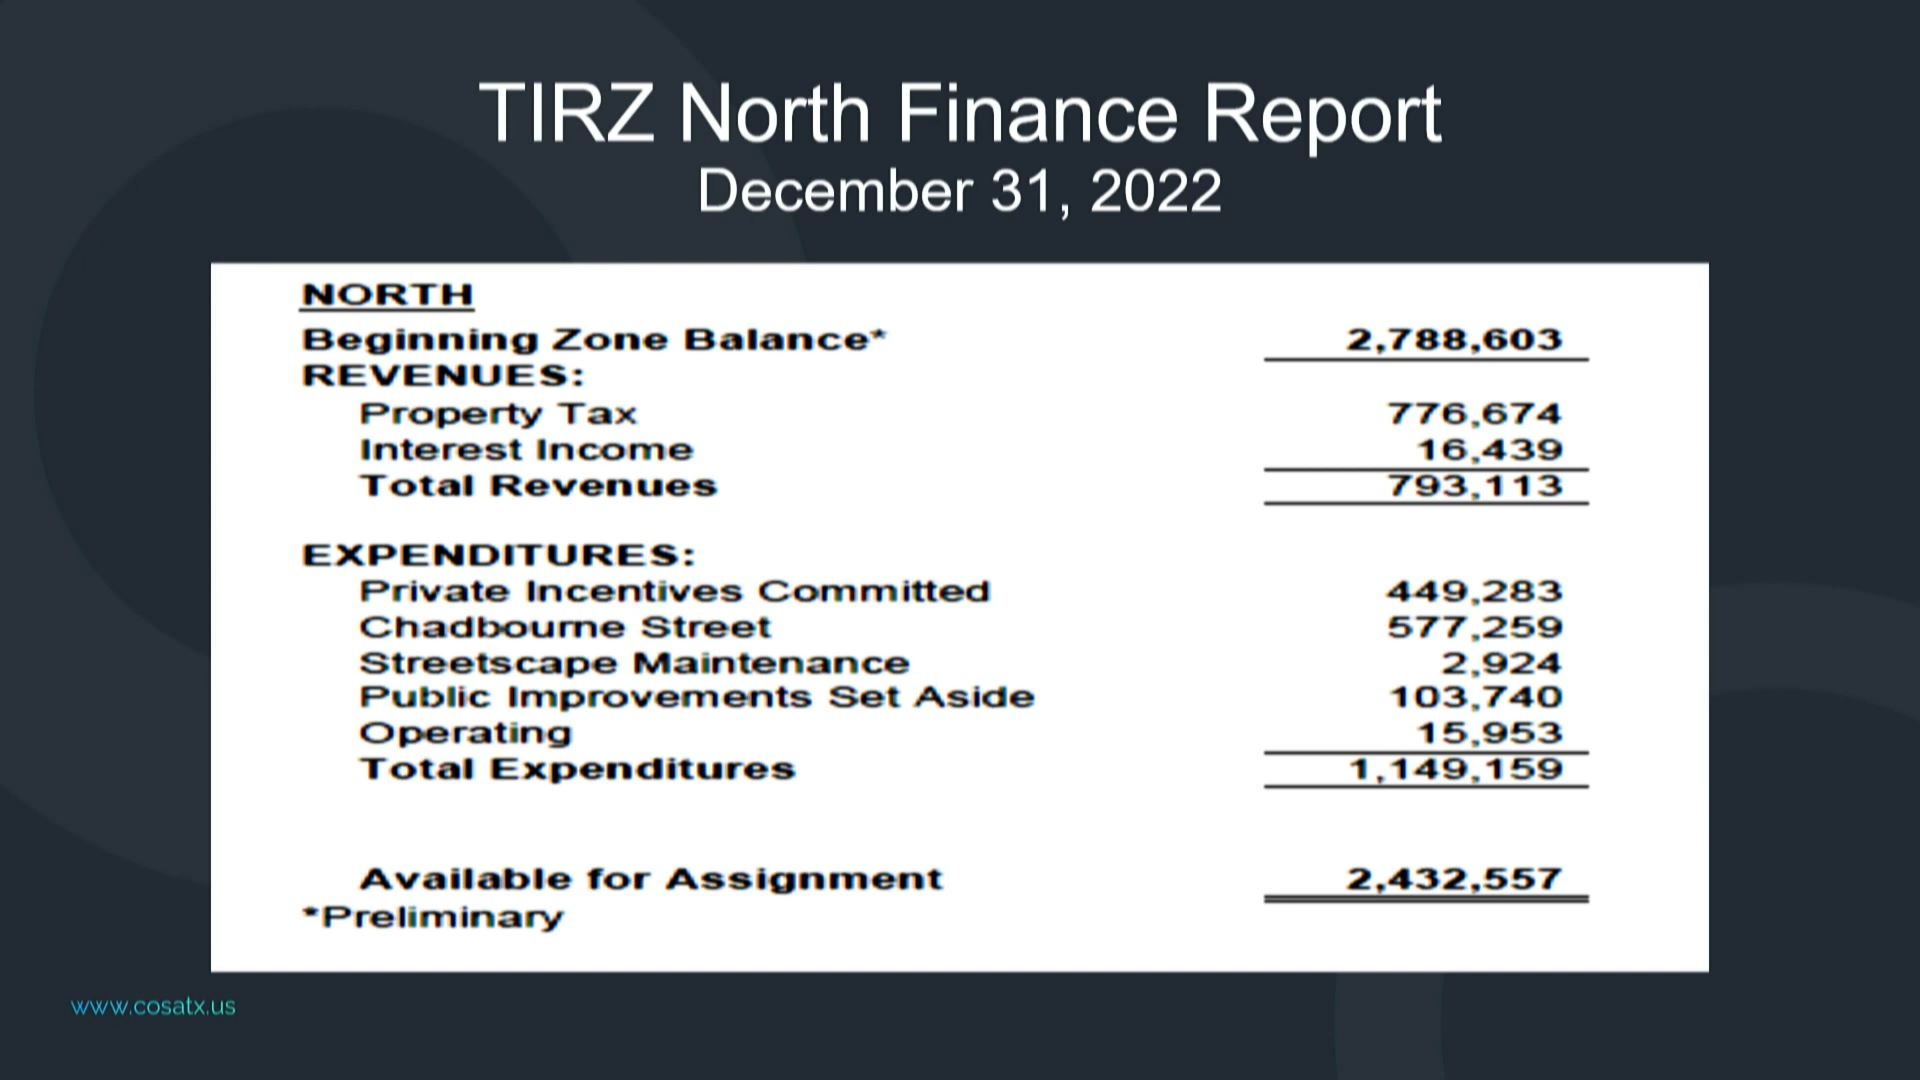 TIRZ North Finance Report
December 31, 2022
NORTH
Beginning Zone Balance* 2,788,603
REVENUES:
Property Tax 776,674
Interest Income 16,439
Total Revenues 793,113
EXPENDITURES:
Private Incentives Committed 449,283
Chadbourne Street 577,259
Streetscape Maintenance 2,924
Public Improvements Set Aside 103,740
Operating 15,953
Total Expenditures 1,149,159
Available for Assignment 2,432,557
*Preliminary
www.cosatx.us